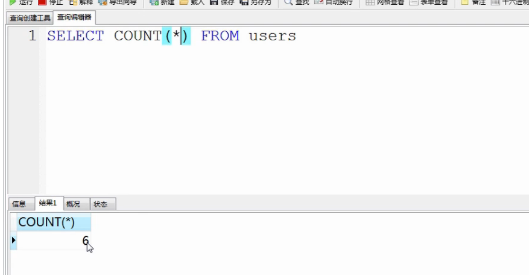 运行 停止 解释 导出向导 新建 载入 保存 另存为 查找 自动换行 网格查看 表单查看 备注 十六进制
查询创建工具 查询编辑器
1 SELECT COUNT(*) FROM users
信息 结果1 概况 状态
COUNT(*)
6